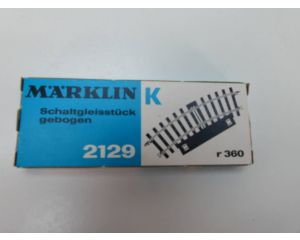 MÄRKLIN K
Schaltgleisstück
gebogen
2129
r 360